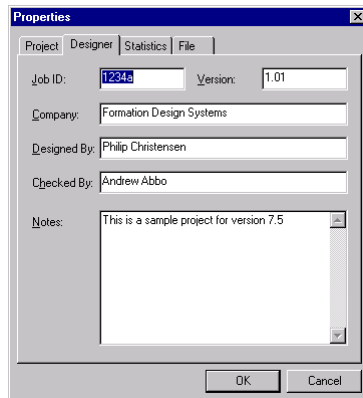 Properties
Project Designer Statistics File
Job ID: 1234a Version: 1.01
Company: Formation Design Systems
Designed By: Philip Christensen
Checked By: Andrew Abbo
Notes: This is a sample project for version 7.5
OK Cancel